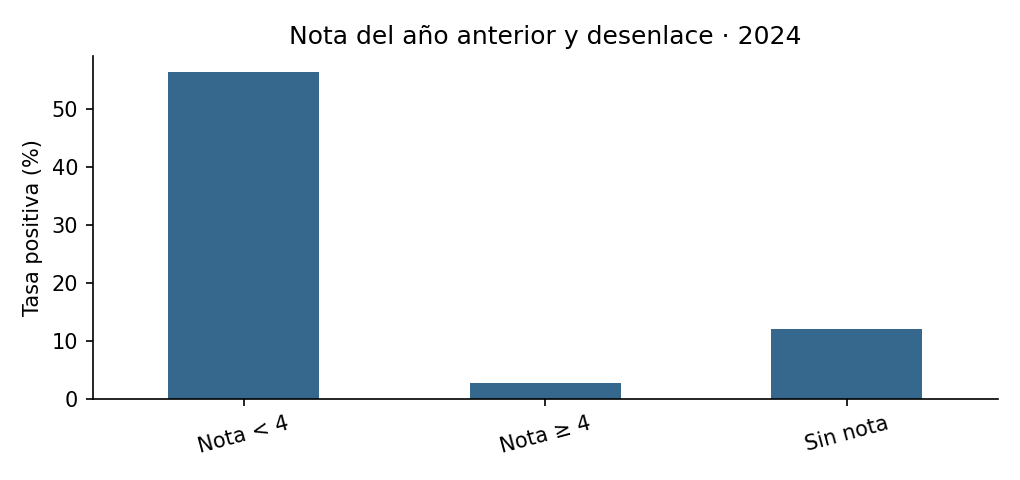 Nota del año anterior y desenlace · 2024
Tasa positiva (%)
50
40
30
20
10
0
Nota < 4
Nota ≥ 4
Sin nota